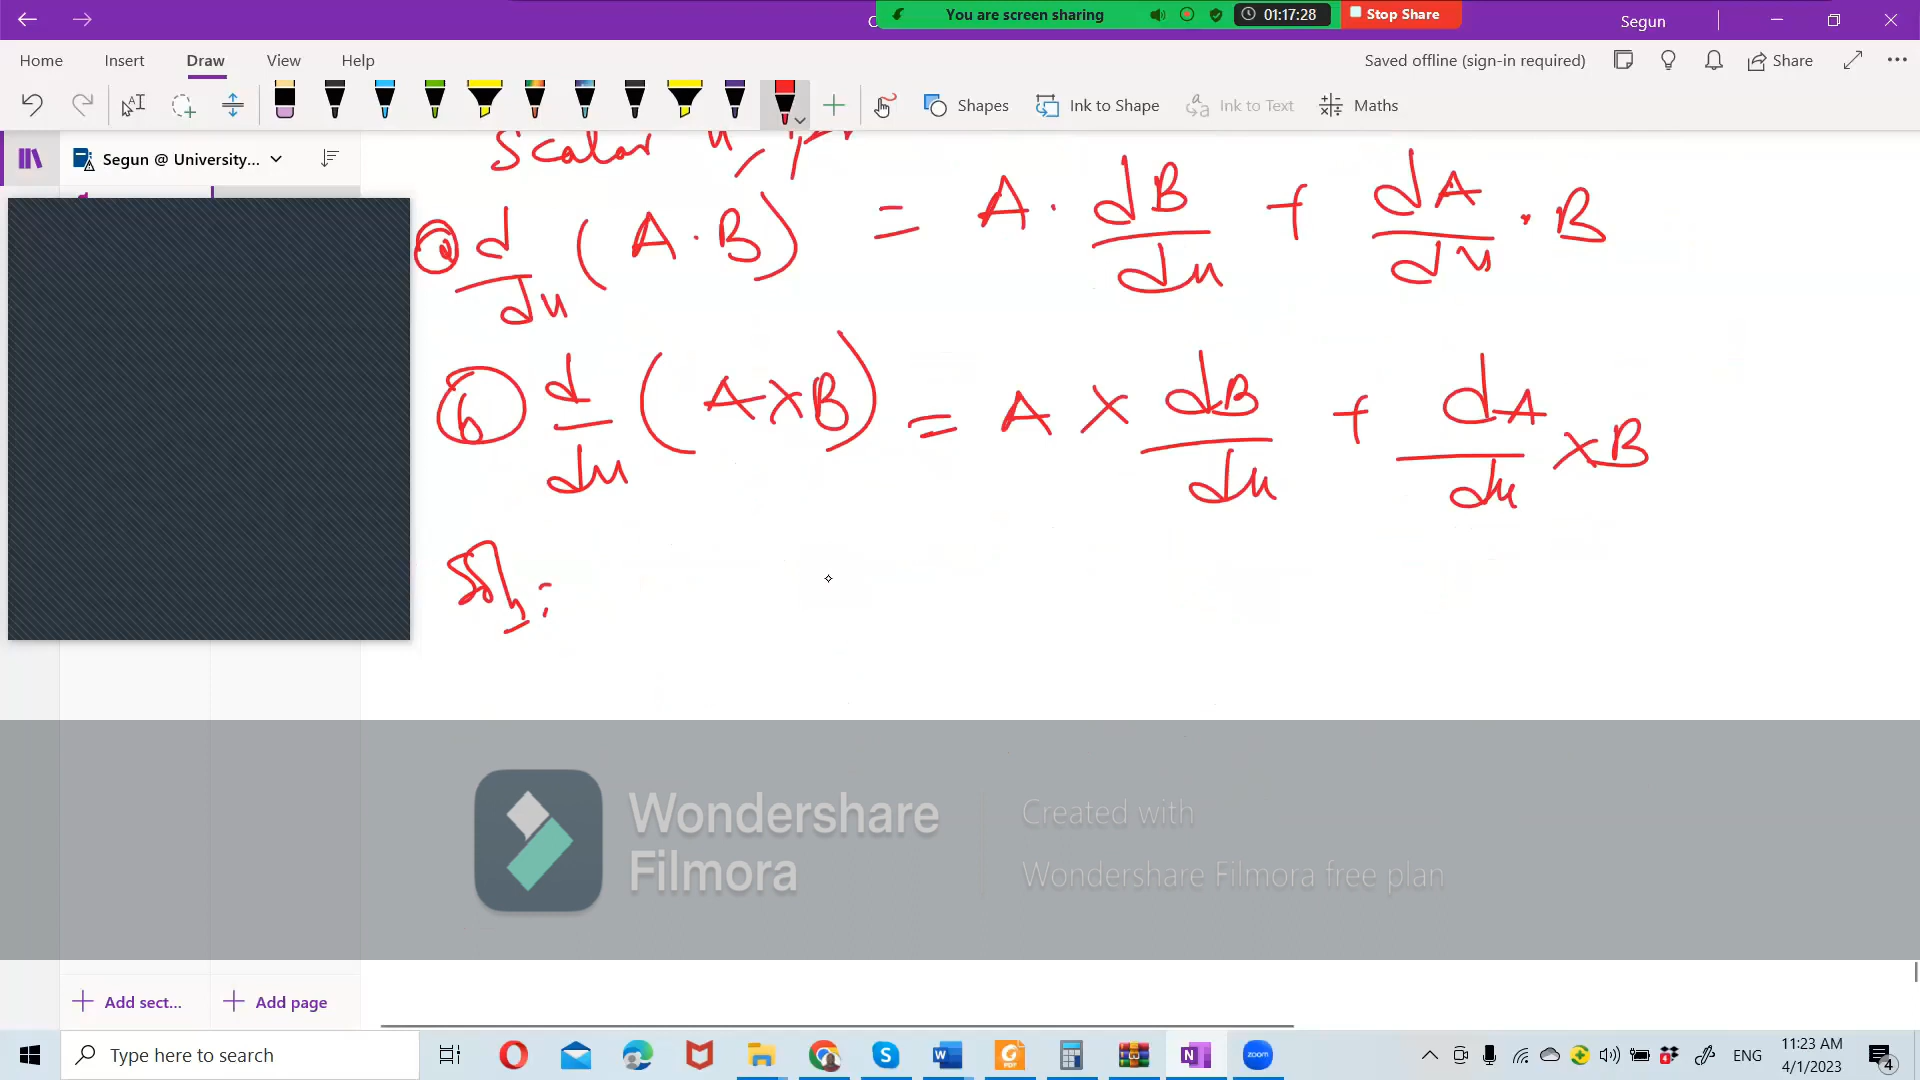 You are screen sharing
01:17:28
Stop Share
Segun
Home Insert Draw View Help
Saved offline (sign-in required)
Share
Shapes Ink to Shape Ink to Text Maths
Segun @ University...
Scalar u,
(a) d/du (A · B) = A · dB/du + dA/du · B
(b) d/du (A × B) = A × dB/du + dA/du × B
Soln:
Wondershare
Filmora
Created with
Wondershare Filmora free plan
Add sect... Add page
Type here to search
ENG
11:23 AM
4/1/2023
4